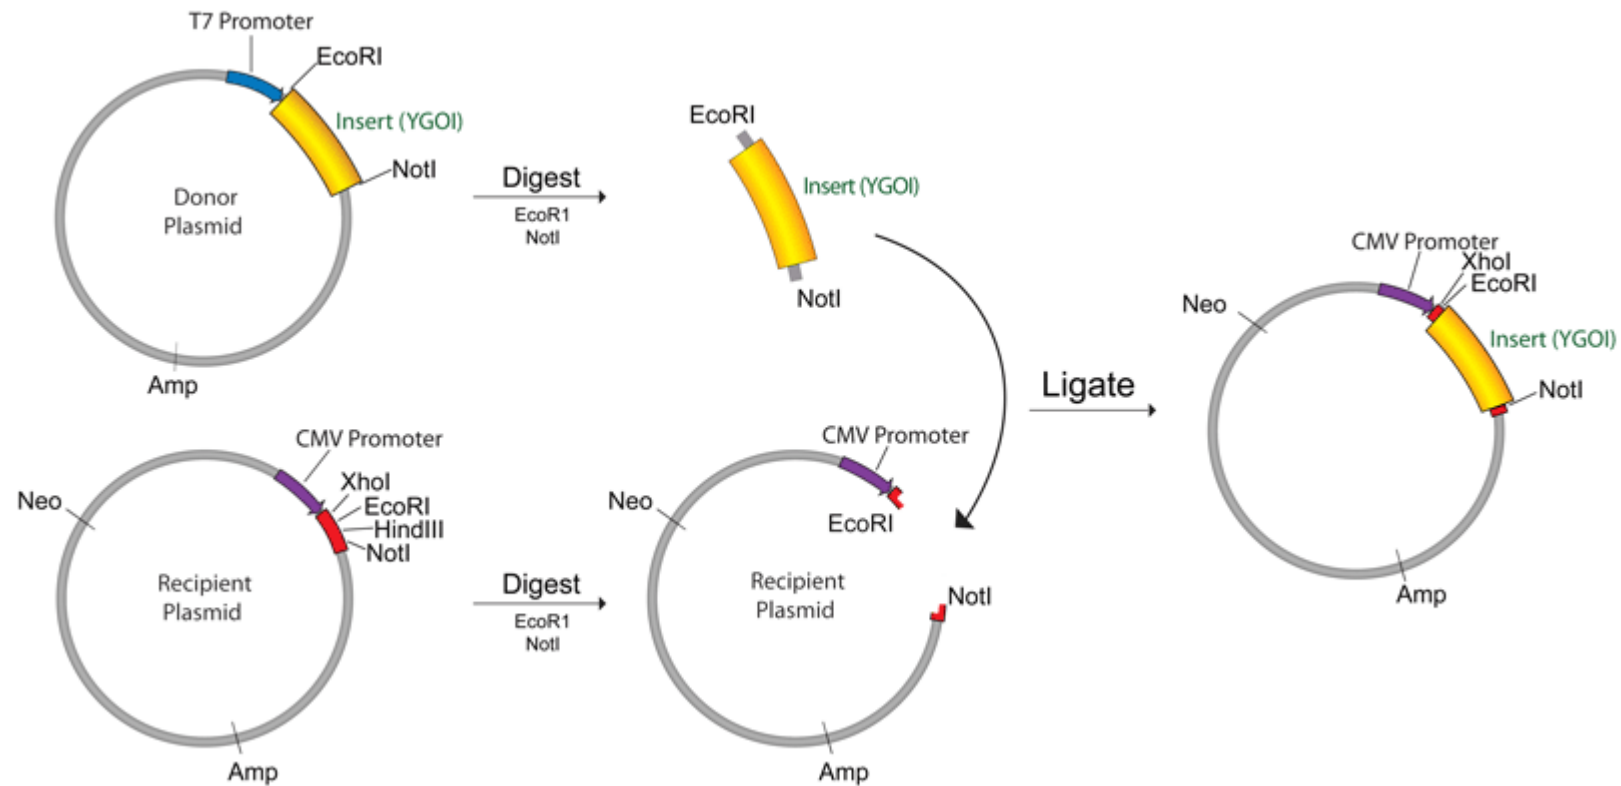 T7 Promoter
EcoRI
Insert (YGOI)
NotI
Donor
Plasmid
Amp
Digest
EcoR1
NotI
EcoRI
Insert (YGOI)
NotI
CMV Promoter
XhoI
EcoRI
HindIII
NotI
Neo
Recipient
Plasmid
Amp
Digest
EcoR1
NotI
CMV Promoter
Neo
EcoRI
Recipient
Plasmid
NotI
Amp
Ligate
CMV Promoter
XhoI
EcoRI
Neo
Insert (YGOI)
NotI
Amp